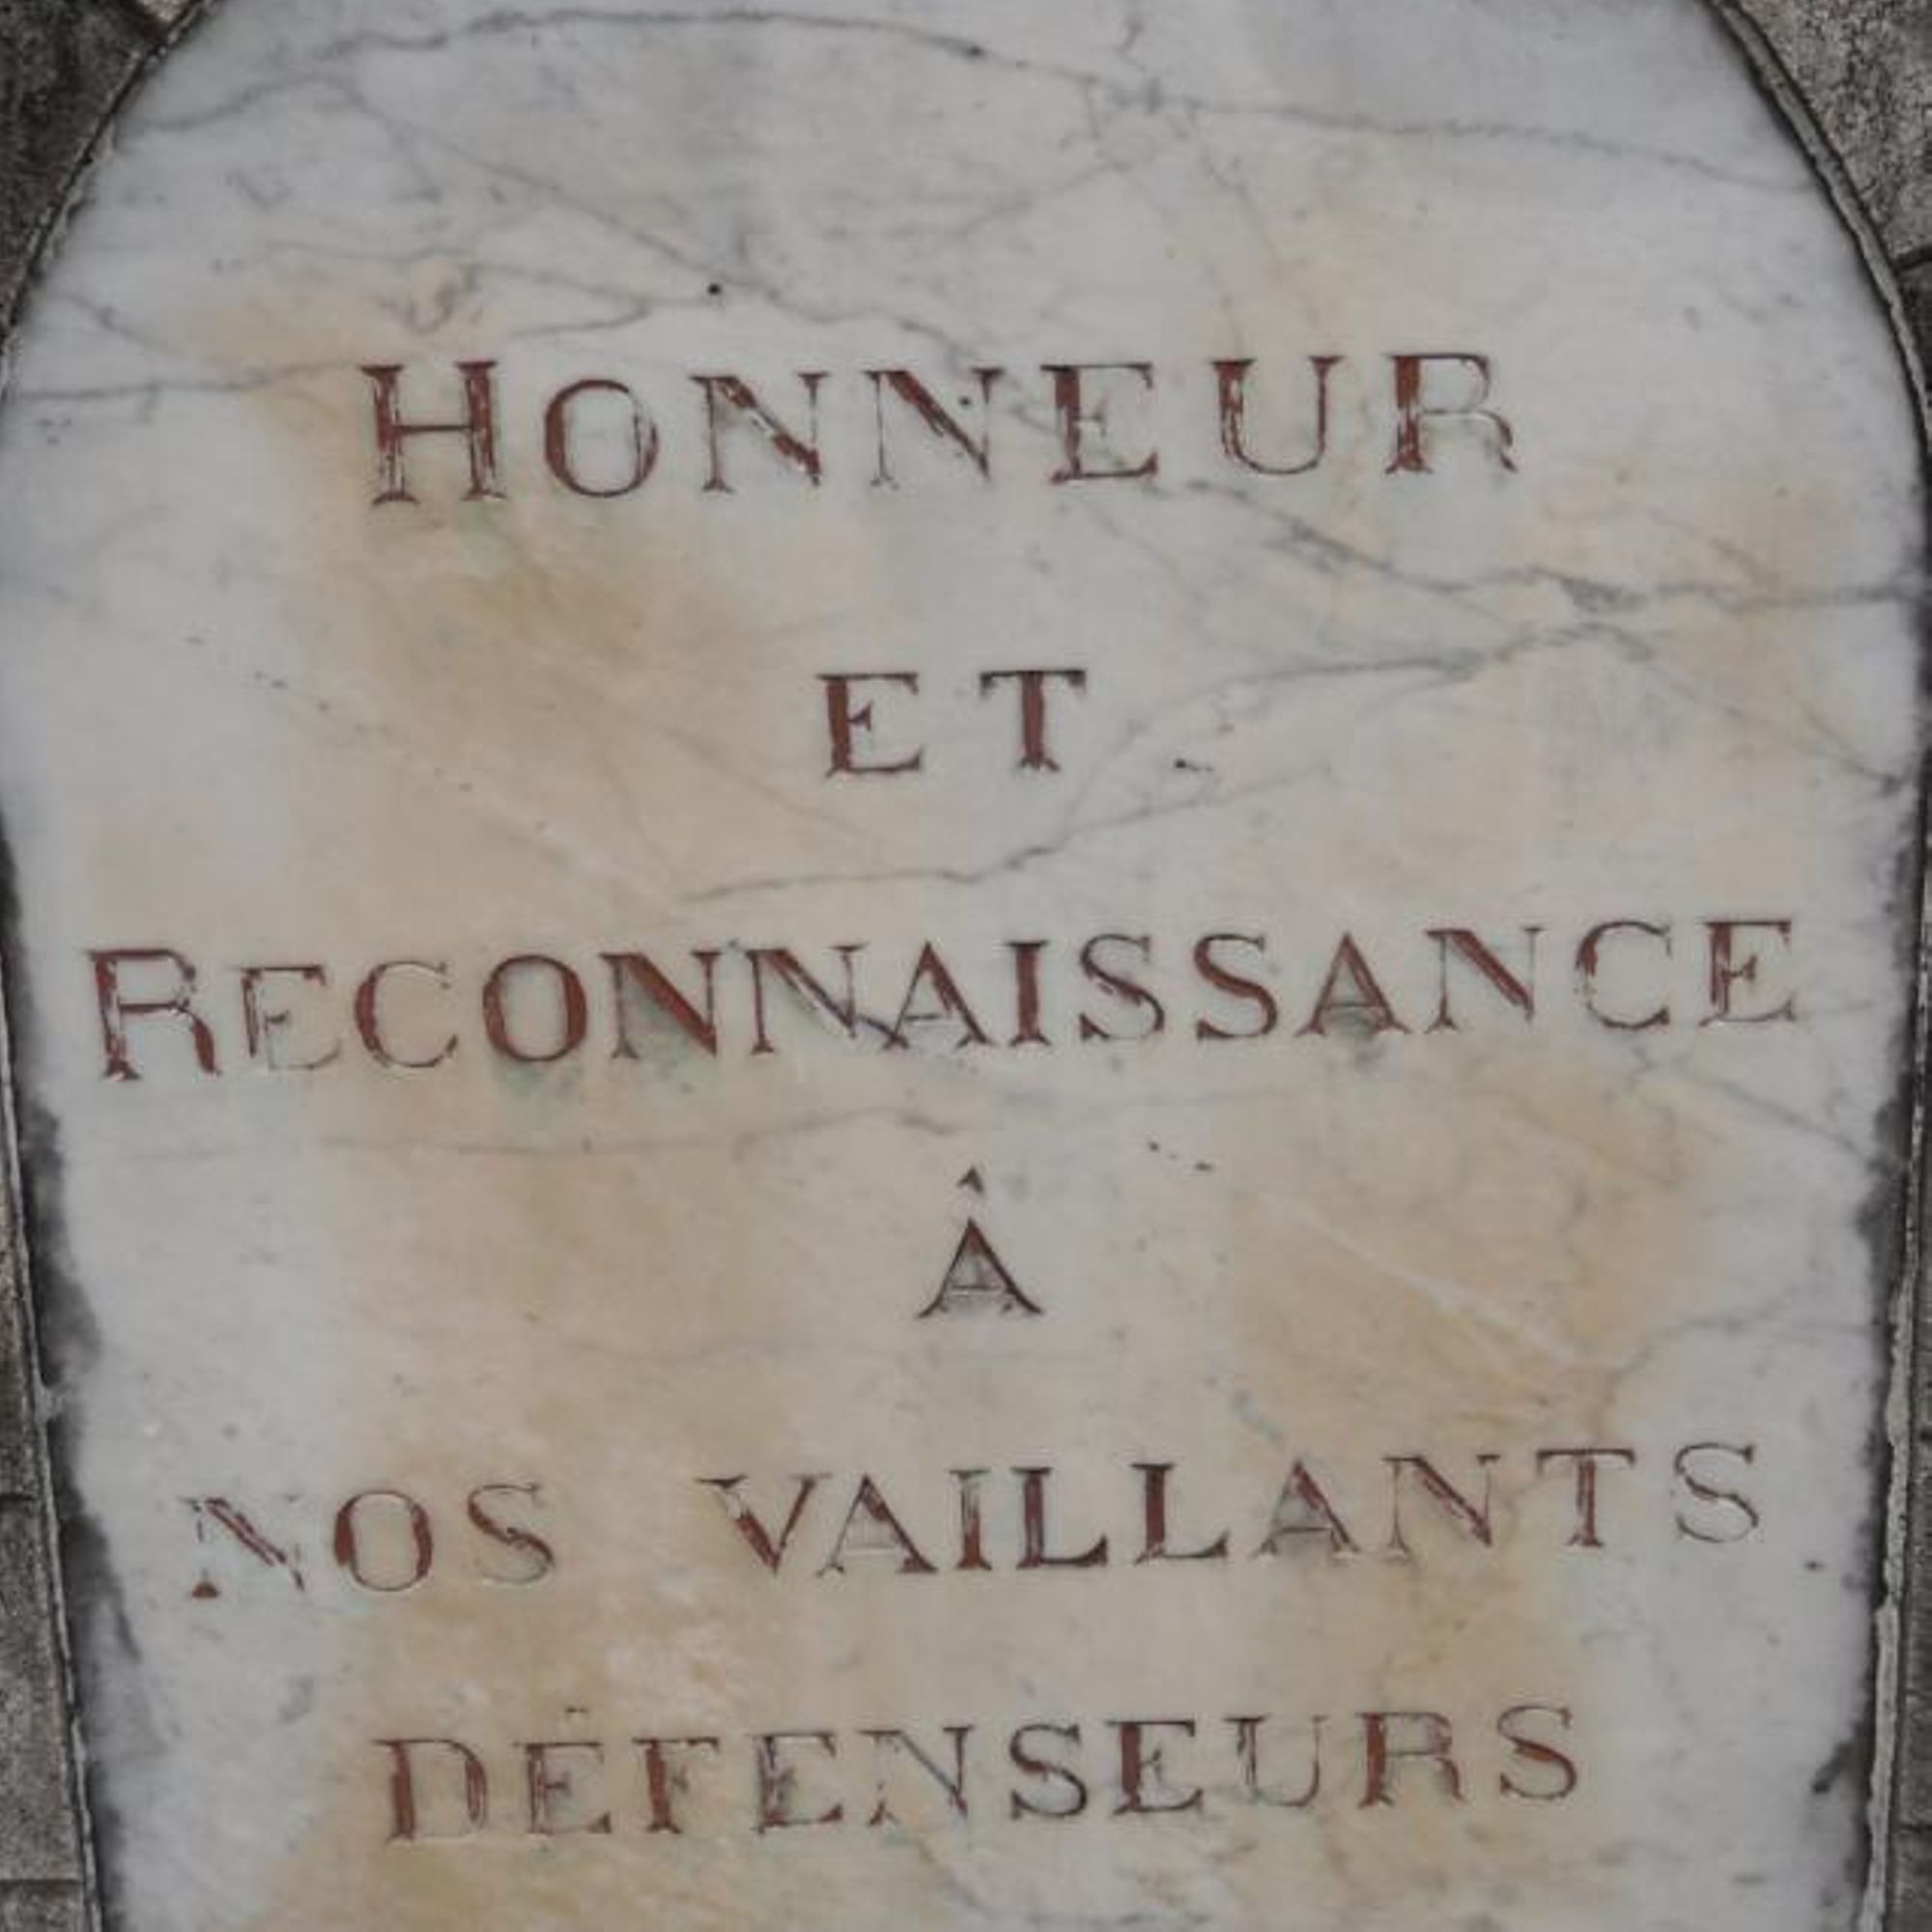 HONNEUR
ET
RECONNAISSANCE
À
NOS VAILLANTS
DÉFENSEURS